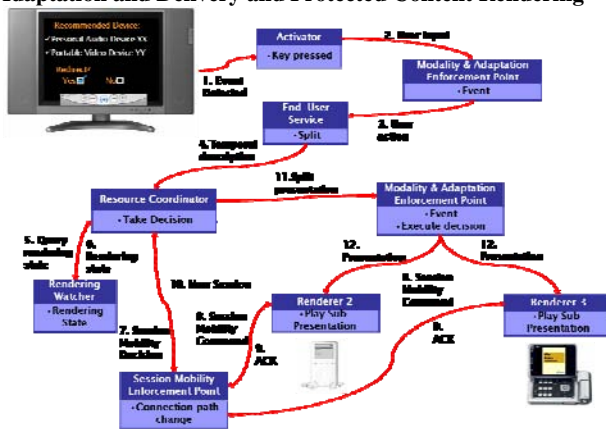 Adaptation and Delivery and Protected Content Rendering
Recommended Device:
✓Personal Audio Device XX
✓Portable Video Device YY
Redirect?
Yes☑ No☐
1. Event
Detected
Activator
•Key pressed
2. User Input
Modality & Adaptation
Enforcement Point
•Event
3. User
action
End User
Service
•Split
4. Temporal
description
Resource Coordinator
•Take Decision
11.Split
presentation
Modality & Adaptation
Enforcement Point
•Event
•Execute decision
5. Query
rendering
state
6.
Rendering
state
Rendering
Watcher
•Rendering
State
7. Session
Mobility
Decision
10. New Session
8. Session
Mobility
Command
9.
ACK
12.
Presentation
12.
Presentation
8. Session
Mobility
Command
9.
ACK
Renderer 2
•Play Sub
Presentation
Renderer 3
•Play Sub
Presentation
Session Mobility
Enforcement Point
•Connection path
change